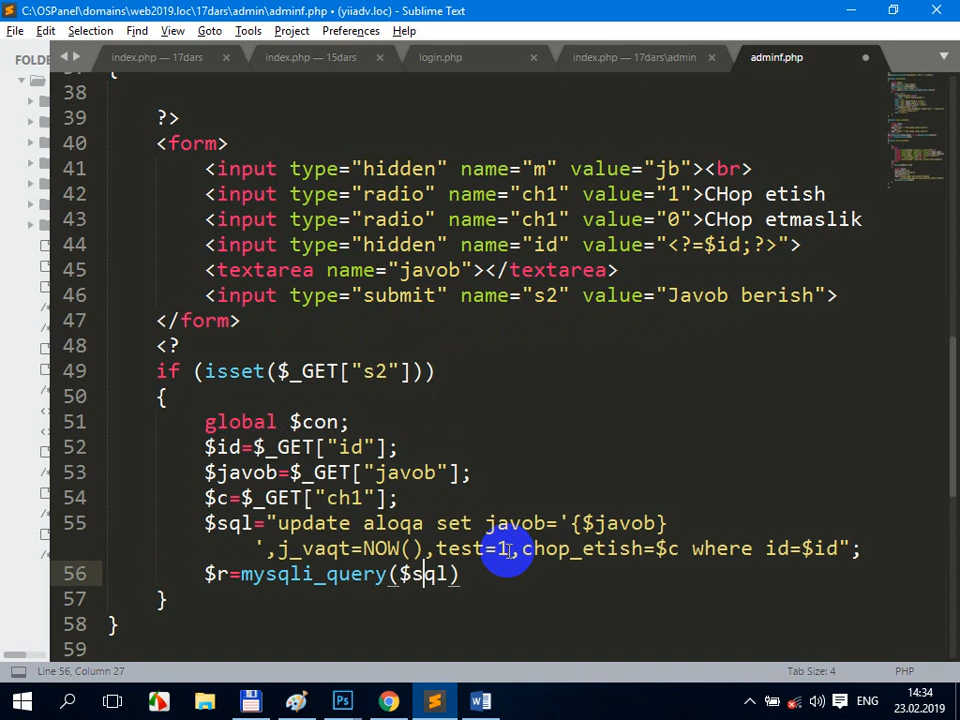 C:\OSPanel\domains\web2019.loc\17dars\admin\adminf.php • (yiiadv.loc) - Sublime Text
File Edit Selection Find View Goto Tools Project Preferences Help
FOLDE
index.php — 17dars
index.php — 15dars
login.php
index.php — 17dars\admin
adminf.php
38
39 ?>
40 <form>
41 <input type="hidden" name="m" value="jb"><br>
42 <input type="radio" name="ch1" value="1">CHop etish
43 <input type="radio" name="ch1" value="0">CHop etmaslik
44 <input type="hidden" name="id" value="<?=$id;?>">
45 <textarea name="javob"></textarea>
46 <input type="submit" name="s2" value="Javob berish">
47 </form>
48 <?
49 if (isset($_GET["s2"]))
50 {
51 global $con;
52 $id=$_GET["id"];
53 $javob=$_GET["javob"];
54 $c=$_GET["ch1"];
55 $sql="update aloqa set javob='{$javob}
',j_vaqt=NOW(),test=1,chop_etish=$c where id=$id";
56 $r=mysqli_query($sql)
57 }
58 }
59
Line 56, Column 27
Tab Size: 4
PHP
ENG
14:34
23.02.2019